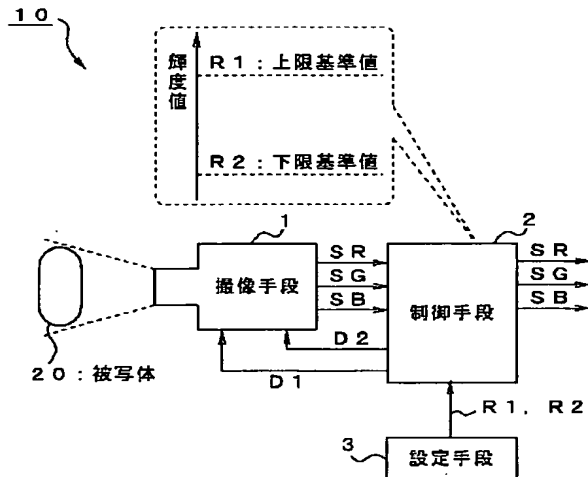 10
輝度値
R1:上限基準値
R2:下限基準値
1
2
SR
SG
SB
撮像手段
制御手段
SR
SG
SB
D2
D1
20:被写体
R1, R2
3
設定手段